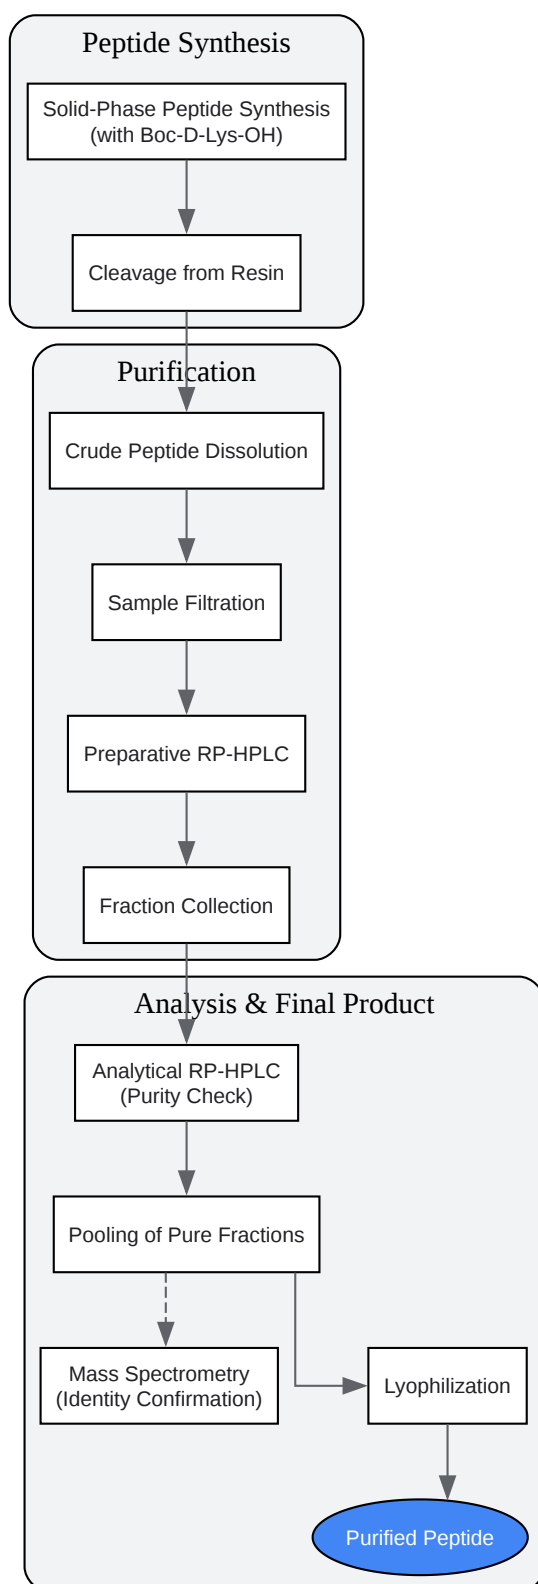 Peptide Synthesis
Solid-Phase Peptide Synthesis
(with Boc-D-Lys-OH)
Cleavage from Resin
Purification
Crude Peptide Dissolution
Sample Filtration
Preparative RP-HPLC
Fraction Collection
Analysis & Final Product
Analytical RP-HPLC
(Purity Check)
Pooling of Pure Fractions
Mass Spectrometry
(Identity Confirmation)
Lyophilization
Purified Peptide